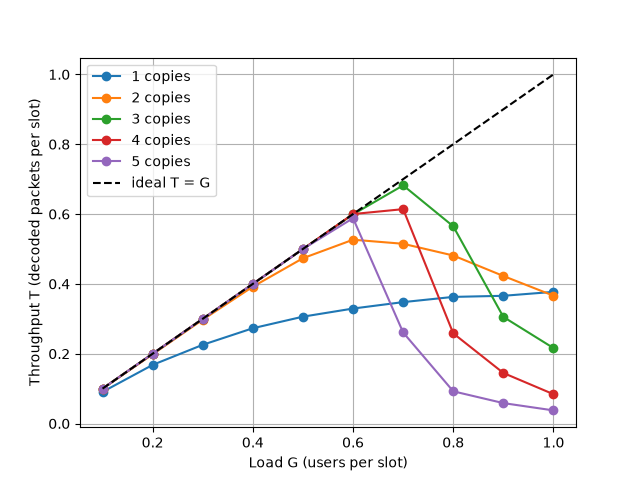 1 copies
2 copies
3 copies
4 copies
5 copies
ideal T = G
Throughput T (decoded packets per slot)
1.0
0.8
0.6
0.4
0.2
0.0
0.2 0.4 0.6 0.8 1.0
Load G (users per slot)